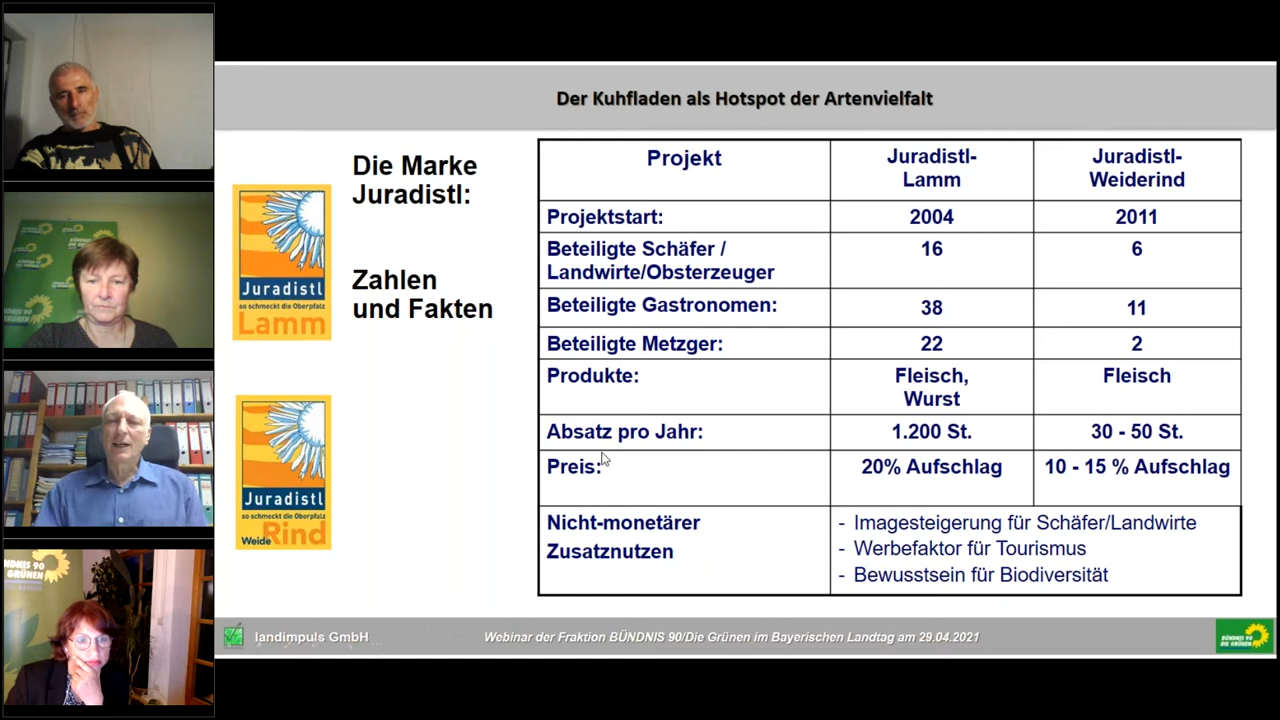 Der Kuhfladen als Hotspot der Artenvielfalt
Die Marke
Juradistl:
Zahlen
und Fakten
Juradistl
so schmeckt die Oberpfalz
Lamm
Juradistl
so schmeckt die Oberpfalz
Weide Rind
Projekt
Juradistl-
Lamm
Juradistl-
Weiderind
Projektstart:
2004
2011
Beteiligte Schäfer /
Landwirte/Obsterzeuger
16
6
Beteiligte Gastronomen:
38
11
Beteiligte Metzger:
22
2
Produkte:
Fleisch,
Wurst
Fleisch
Absatz pro Jahr:
1.200 St.
30 - 50 St.
Preis:
20% Aufschlag
10 - 15 % Aufschlag
Nicht-monetärer
Zusatznutzen
- Imagesteigerung für Schäfer/Landwirte
- Werbefaktor für Tourismus
- Bewusstsein für Biodiversität
landimpuls GmbH
Webinar der Fraktion BÜNDNIS 90/Die Grünen im Bayerischen Landtag am 29.04.2021
BÜNDNIS 90
DIE GRÜNEN
BÜNDNIS 90
GRÜNEN